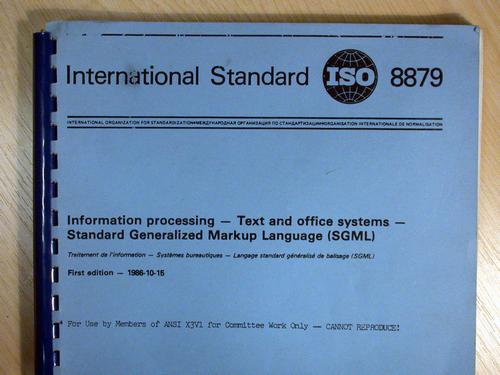 International Standard ISO 8879
INTERNATIONAL ORGANIZATION FOR STANDARDIZATION•МЕЖДУНАРОДНАЯ ОРГАНИЗАЦИЯ ПО СТАНДАРТИЗАЦИИ•ORGANISATION INTERNATIONALE DE NORMALISATION
Information processing — Text and office systems —
Standard Generalized Markup Language (SGML)
Traitement de l'information — Systèmes bureautiques — Langage standard généralisé de balisage (SGML)
First edition — 1986-10-15
* For Use by Members of ANSI X3V1 for Committee Work Only — CANNOT REPRODUCE!